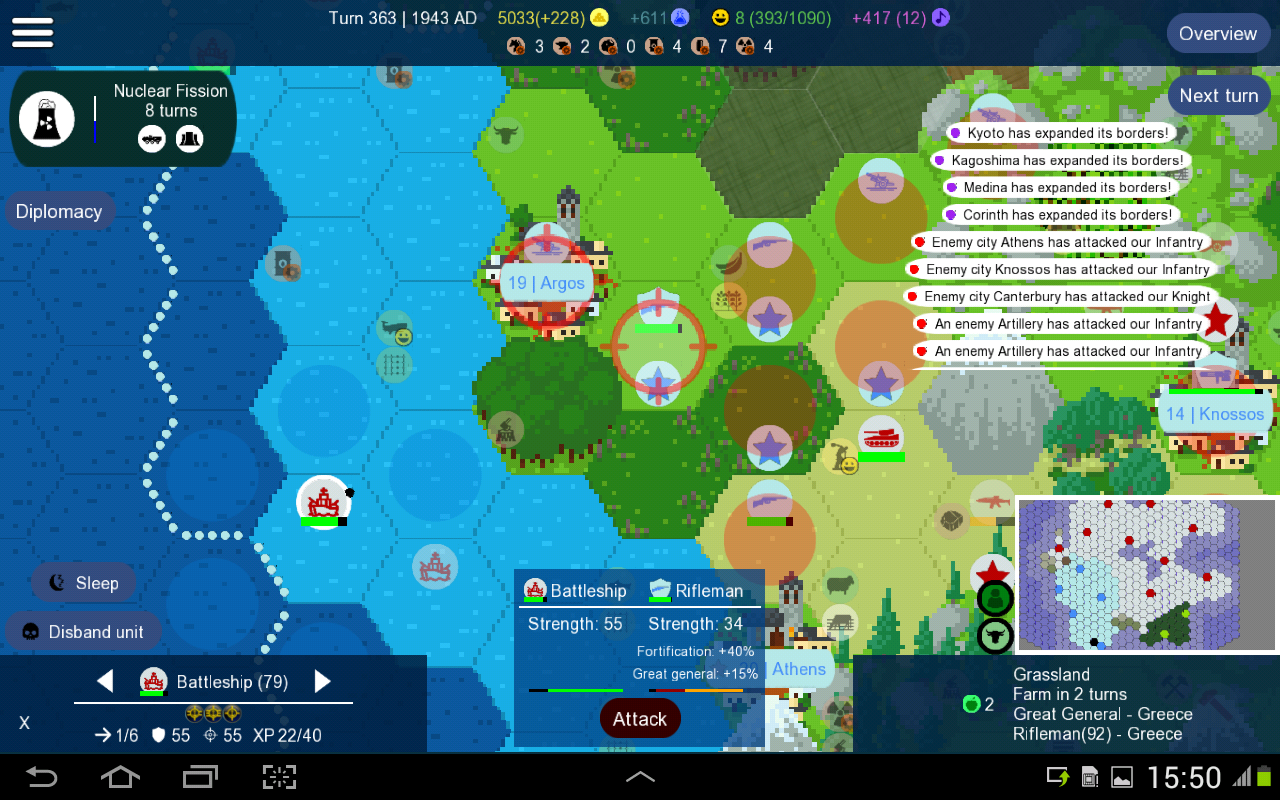 Turn 363 | 1943 AD 5033(+228) +611 8 (393/1090) +417 (12)
3 2 0 4 7 4
Overview
Next turn
Nuclear Fission
8 turns
Diplomacy
Kyoto has expanded its borders!
Kagoshima has expanded its borders!
Medina has expanded its borders!
Corinth has expanded its borders!
Enemy city Athens has attacked our Infantry
Enemy city Knossos has attacked our Infantry
Enemy city Canterbury has attacked our Knight
An enemy Artillery has attacked our Infantry
An enemy Artillery has attacked our Infantry
19 | Argos
14 | Knossos
Sleep
Disband unit
Battleship Rifleman
Strength: 55 Strength: 34
Fortification: +40%
Great general: +15%
Attack
| Athens
Battleship (79)
X
1/6 55 55 XP 22/40
2
Grassland
Farm in 2 turns
Great General - Greece
Rifleman(92) - Greece
15:50